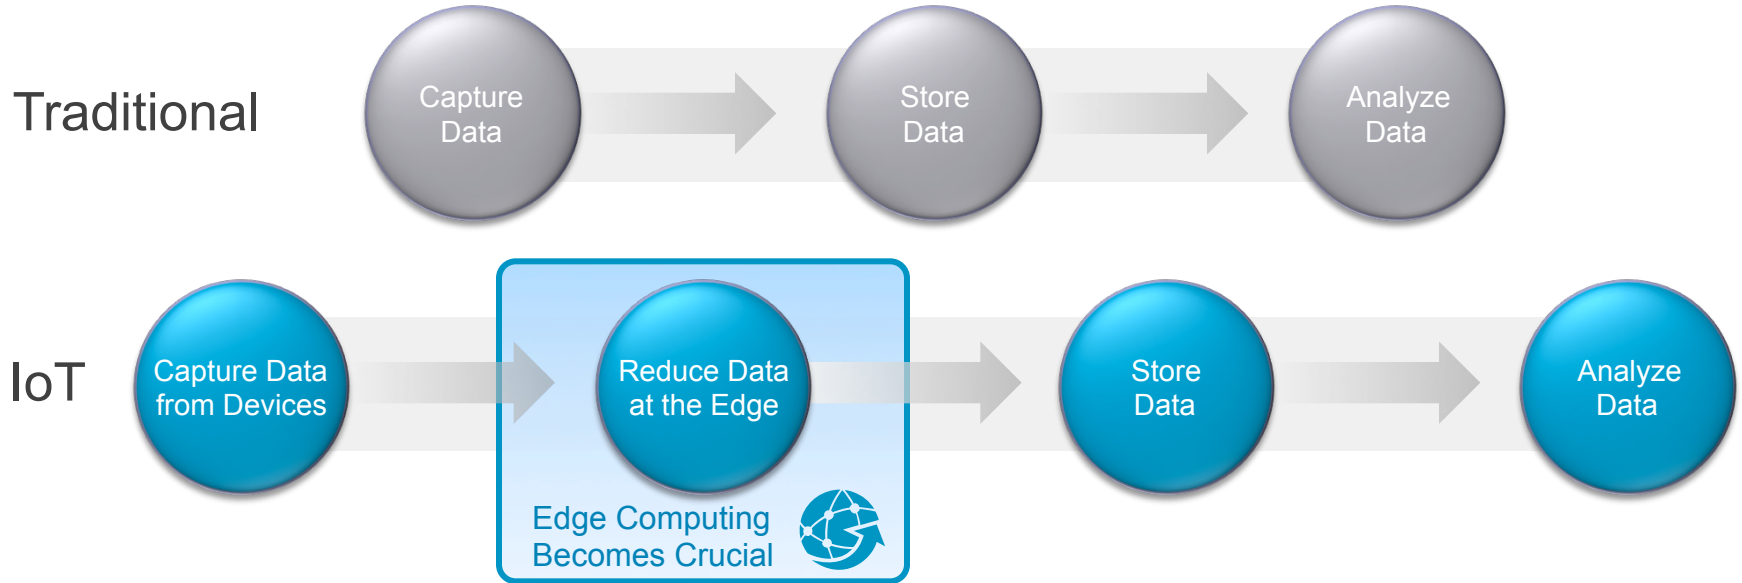 Traditional
Capture
Data
Store
Data
Analyze
Data
IoT
Capture Data
from Devices
Reduce Data
at the Edge
Store
Data
Analyze
Data
Edge Computing
Becomes Crucial